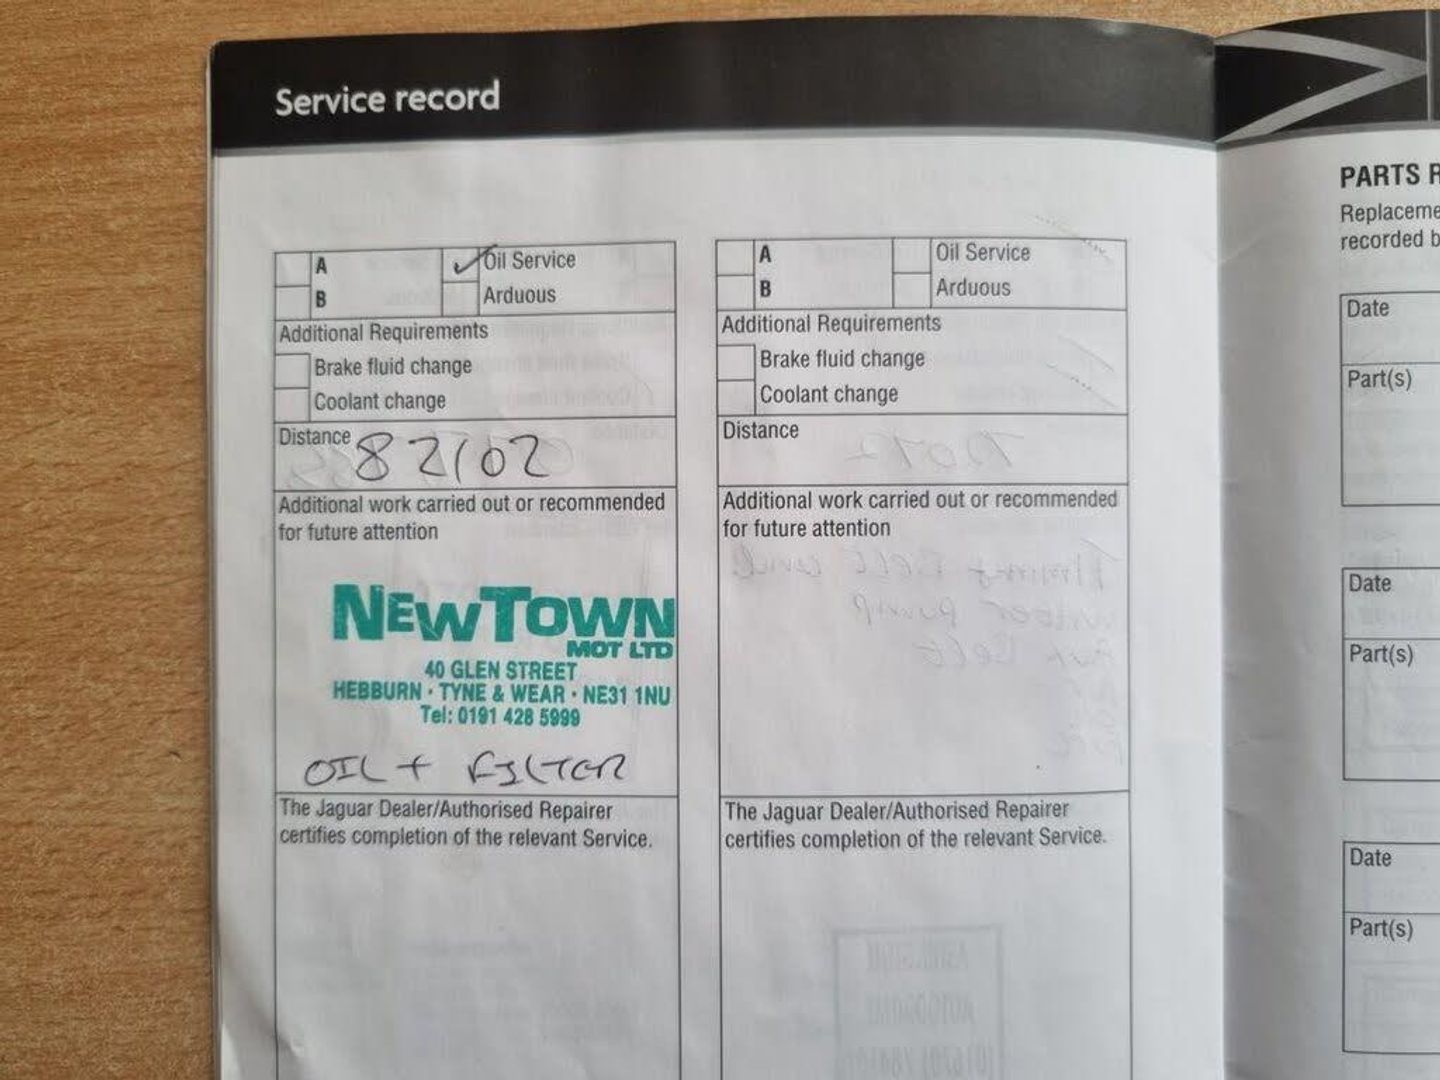 Service record
A
Oil Service
B
Arduous
Additional Requirements
Brake fluid change
Coolant change
Distance 82102
Additional work carried out or recommended
for future attention
NEWTOWN
MOT LTD
40 GLEN STREET
HEBBURN · TYNE & WEAR · NE31 1NU
Tel: 0191 428 5999
OIL + FILTER
The Jaguar Dealer/Authorised Repairer
certifies completion of the relevant Service.
A
Oil Service
B
Arduous
Additional Requirements
Brake fluid change
Coolant change
Distance
Additional work carried out or recommended
for future attention
The Jaguar Dealer/Authorised Repairer
certifies completion of the relevant Service.
PARTS
Date
Part(s)
Date
Part(s)
Date
Part(s)